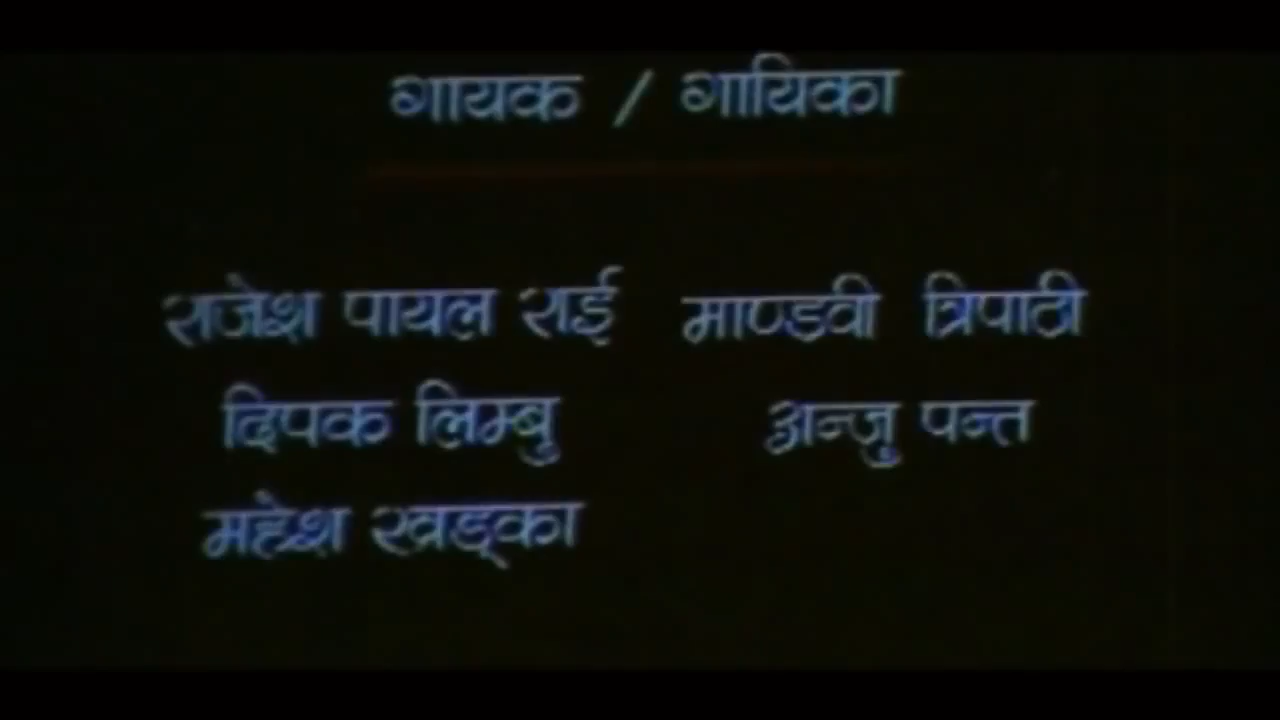 गायक / गायिका
राजेश पायल राई माण्डवी त्रिपाठी
दिपक लिम्बु अन्जु पन्त
महेश खड्का